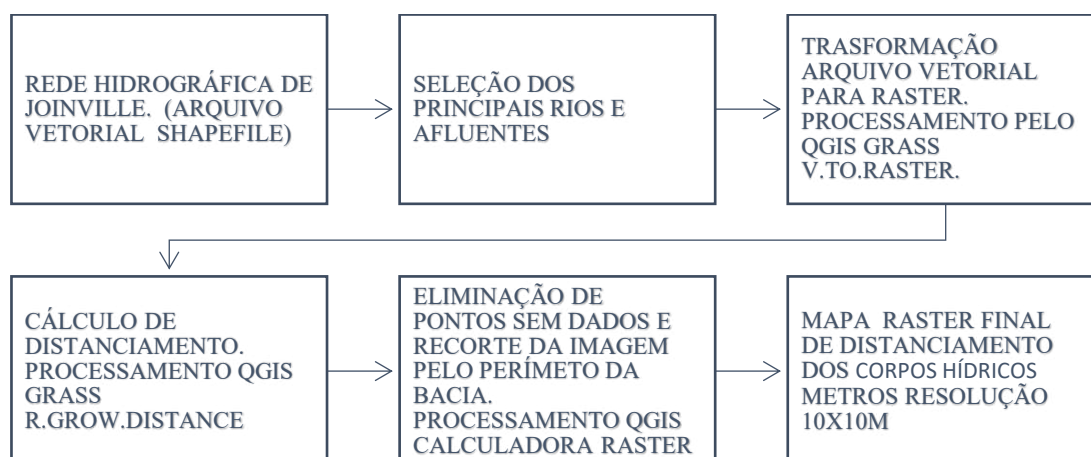 REDE HIDROGRÁFICA DE
JOINVILLE. (ARQUIVO
VETORIAL SHAPEFILE)
SELEÇÃO DOS
PRINCIPAIS RIOS E
AFLUENTES
TRASFORMAÇÃO
ARQUIVO VETORIAL
PARA RASTER.
PROCESSAMENTO PELO
QGIS GRASS
V.TO.RASTER.
CÁLCULO DE
DISTANCIAMENTO.
PROCESSAMENTO QGIS
GRASS
R.GROW.DISTANCE
ELIMINAÇÃO DE
PONTOS SEM DADOS E
RECORTE DA IMAGEM
PELO PERÍMETO DA
BACIA.
PROCESSAMENTO QGIS
CALCULADORA RASTER
MAPA RASTER FINAL
DE DISTANCIAMENTO
DOS CORPOS HÍDRICOS
METROS RESOLUÇÃO
10X10M